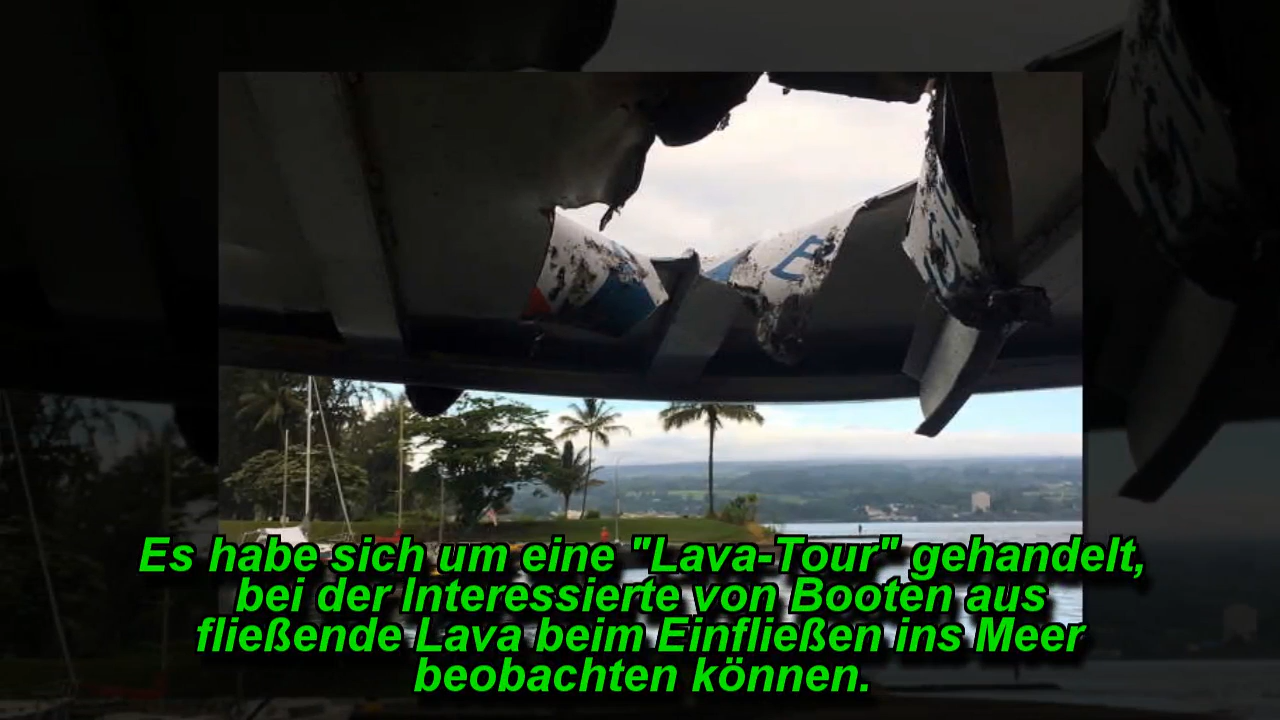 Es habe sich um eine "Lava-Tour" gehandelt,
bei der Interessierte von Booten aus
fließende Lava beim Einfließen ins Meer
beobachten können.